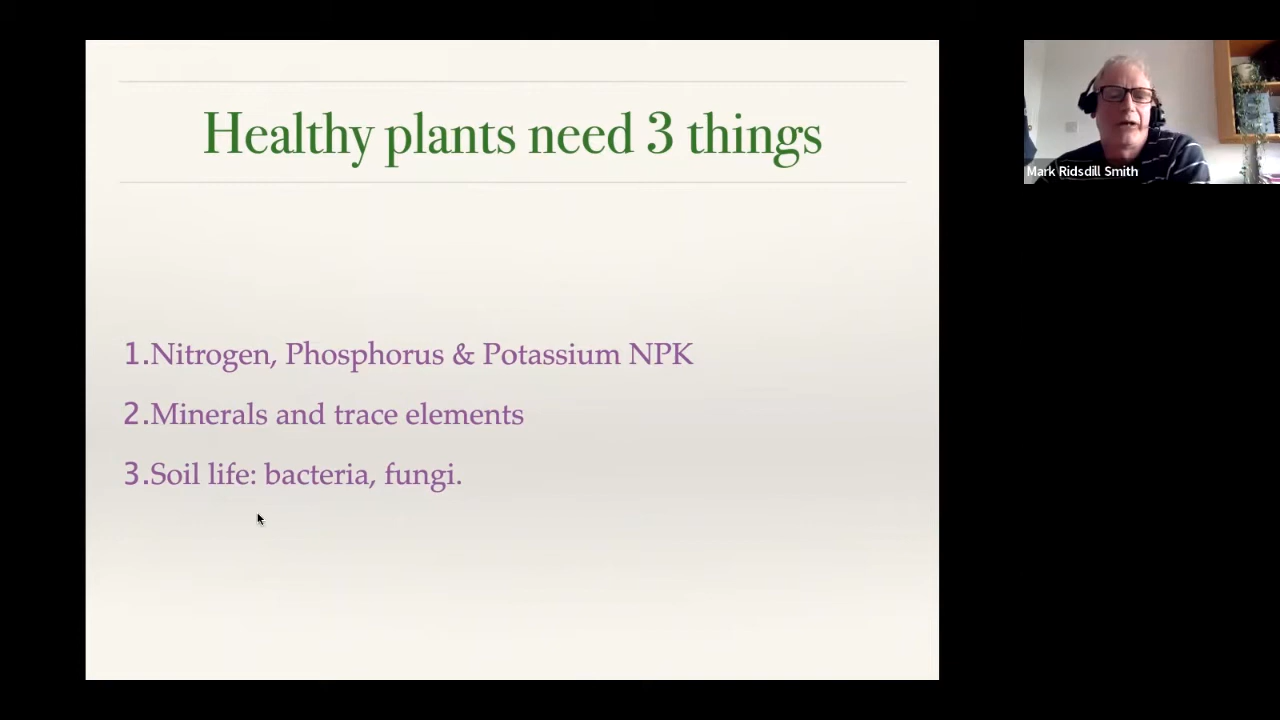 Healthy plants need 3 things
1.Nitrogen, Phosphorus & Potassium NPK
2.Minerals and trace elements
3.Soil life: bacteria, fungi.
Mark Ridsdill Smith